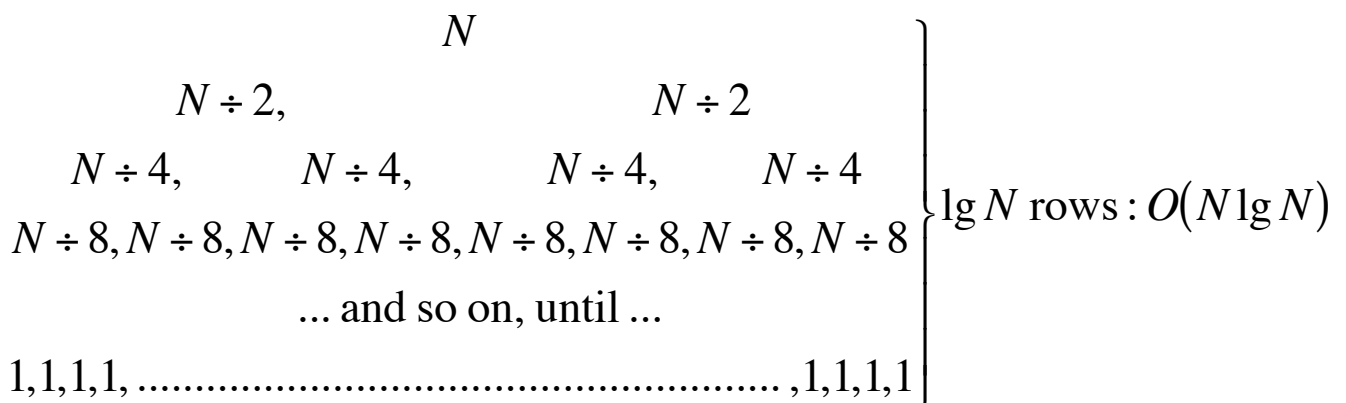 N
N ÷ 2, N ÷ 2
N ÷ 4, N ÷ 4, N ÷ 4, N ÷ 4
N ÷ 8, N ÷ 8, N ÷ 8, N ÷ 8, N ÷ 8, N ÷ 8, N ÷ 8, N ÷ 8
... and so on, until ...
1,1,1,1, ........................................................ ,1,1,1,1
lg N rows : O(N lg N)